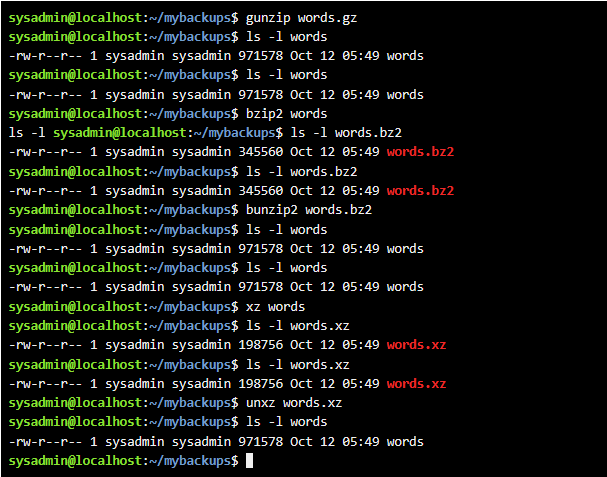 sysadmin@localhost:~/mybackups$ gunzip words.gz
sysadmin@localhost:~/mybackups$ ls -l words
-rw-r--r-- 1 sysadmin sysadmin 971578 Oct 12 05:49 words
sysadmin@localhost:~/mybackups$ ls -l words
-rw-r--r-- 1 sysadmin sysadmin 971578 Oct 12 05:49 words
sysadmin@localhost:~/mybackups$ bzip2 words
ls -l sysadmin@localhost:~/mybackups$ ls -l words.bz2
-rw-r--r-- 1 sysadmin sysadmin 345560 Oct 12 05:49 words.bz2
sysadmin@localhost:~/mybackups$ ls -l words.bz2
-rw-r--r-- 1 sysadmin sysadmin 345560 Oct 12 05:49 words.bz2
sysadmin@localhost:~/mybackups$ bunzip2 words.bz2
sysadmin@localhost:~/mybackups$ ls -l words
-rw-r--r-- 1 sysadmin sysadmin 971578 Oct 12 05:49 words
sysadmin@localhost:~/mybackups$ ls -l words
-rw-r--r-- 1 sysadmin sysadmin 971578 Oct 12 05:49 words
sysadmin@localhost:~/mybackups$ xz words
sysadmin@localhost:~/mybackups$ ls -l words.xz
-rw-r--r-- 1 sysadmin sysadmin 198756 Oct 12 05:49 words.xz
sysadmin@localhost:~/mybackups$ ls -l words.xz
-rw-r--r-- 1 sysadmin sysadmin 198756 Oct 12 05:49 words.xz
sysadmin@localhost:~/mybackups$ unxz words.xz
sysadmin@localhost:~/mybackups$ ls -l words
-rw-r--r-- 1 sysadmin sysadmin 971578 Oct 12 05:49 words
sysadmin@localhost:~/mybackups$